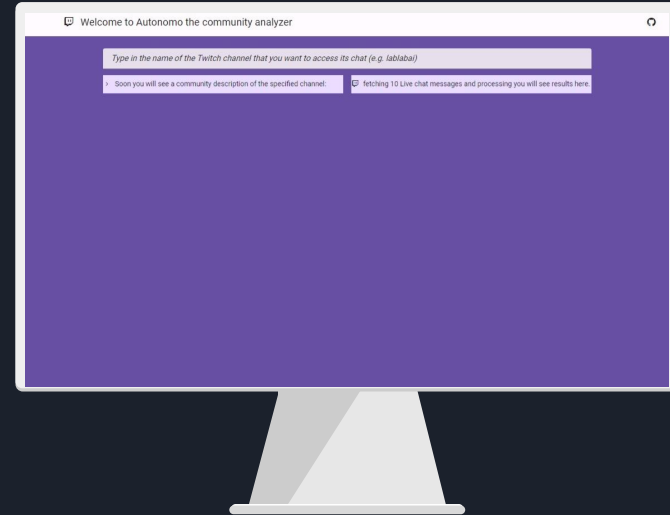 Welcome to Autonomo the community analyzer
Type in the name of the Twitch channel that you want to access its chat (e.g. lablabai)
Soon you will see a community description of the specified channel:
fetching 10 Live chat messages and processing you will see results here.